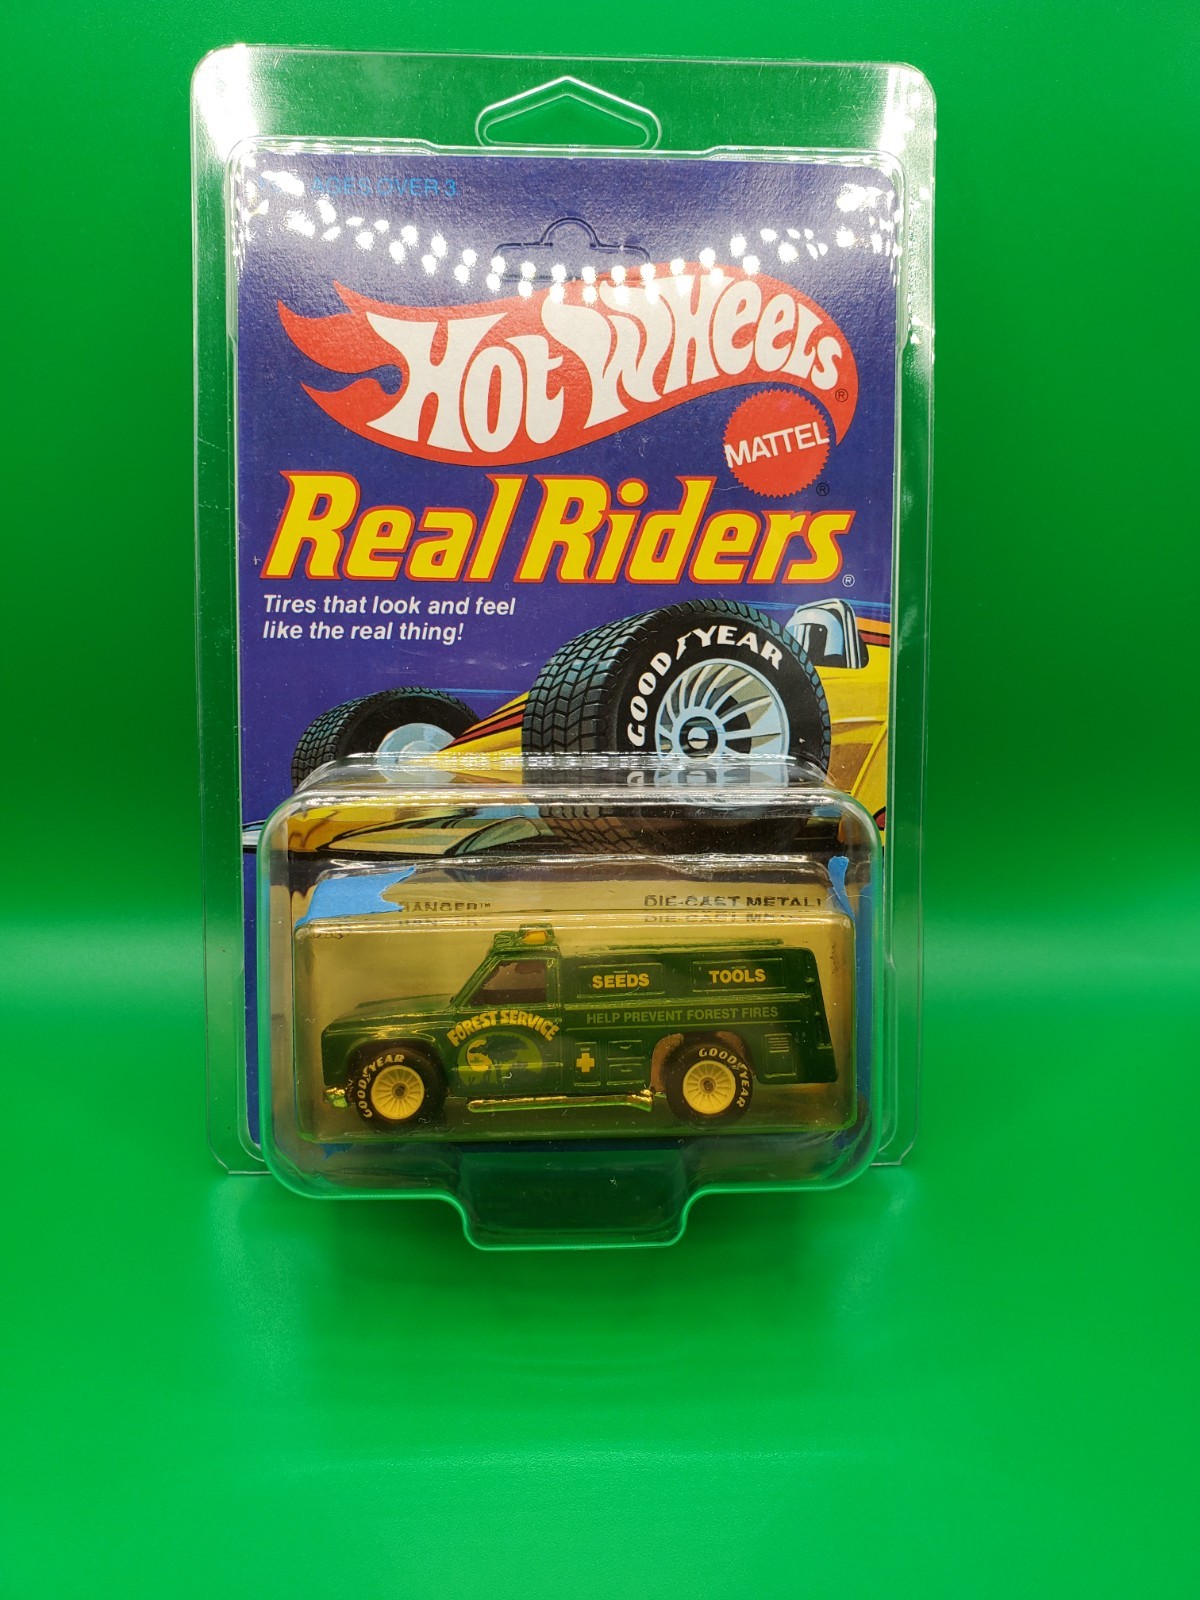 AGES OVER 3
HOT WHEELS ®
MATTEL ®
Real Riders ®
Tires that look and feel
like the real thing!
GOODYEAR
RANGER™ DIE-CAST METAL!
SEEDS TOOLS
FOREST SERVICE HELP PREVENT FOREST FIRES
GOODYEAR GOODYEAR